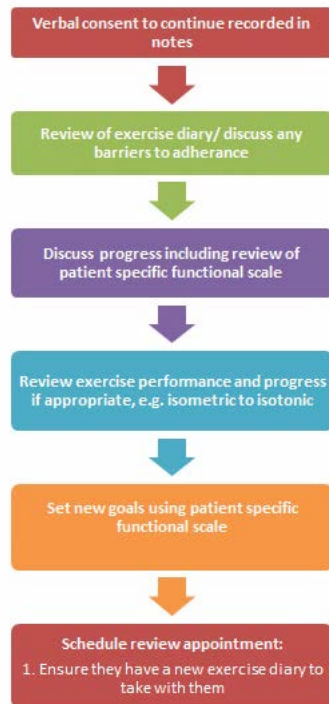 Verbal consent to continue recorded in
notes
Review of exercise diary/ discuss any
barriers to adherance
Discuss progress including review of
patient specific functional scale
Review exercise performance and progress
if appropriate, e.g. isometric to isotonic
Set new goals using patient specific
functional scale
Schedule review appointment:
1. Ensure they have a new exercise diary to
take with them